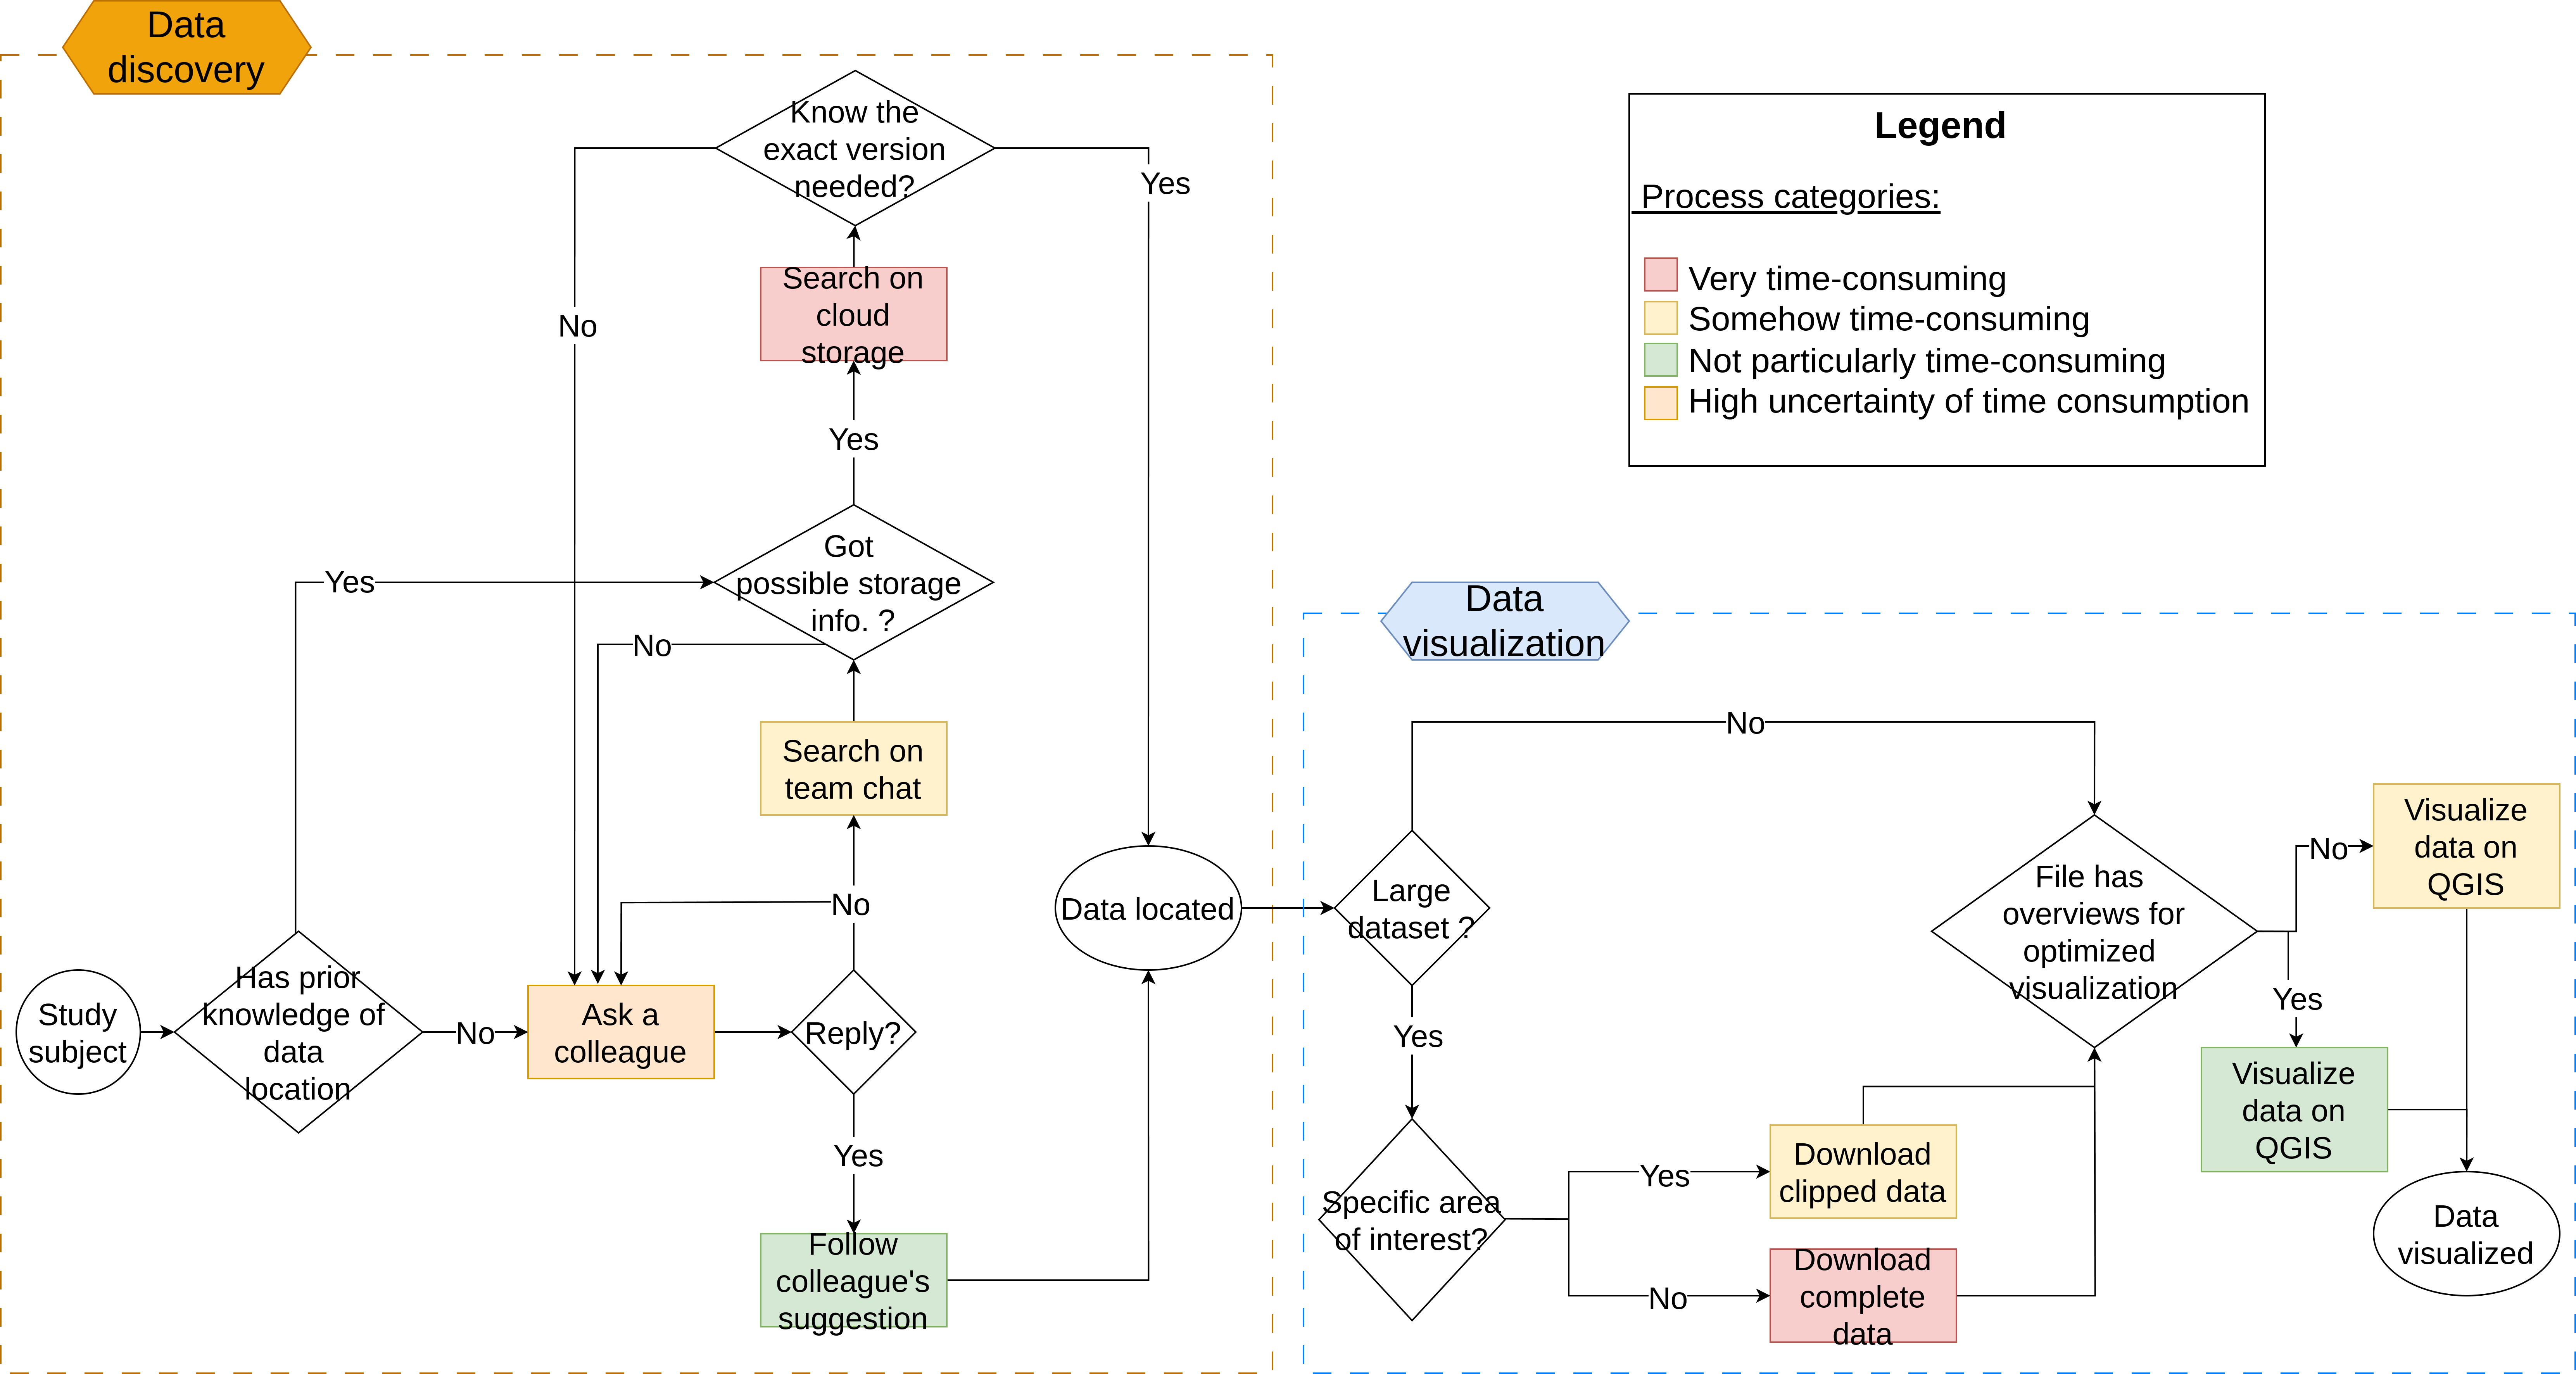 Data
discovery
Know the
exact version
needed?
Yes
No
Search on
cloud
storage
Yes
Got
possible storage
info. ?
Yes
No
Search on
team chat
No
Study
subject
Has prior
knowledge of
data
location
No
Ask a
colleague
Reply?
Yes
Follow
colleague's
suggestion
Data located
Legend
Process categories:
Very time-consuming
Somehow time-consuming
Not particularly time-consuming
High uncertainty of time consumption
Data
visualization
No
Large
dataset ?
Yes
Specific area
of interest?
Yes
No
Download
clipped data
Download
complete
data
File has
overviews for
optimized
visualization
No
Yes
Visualize
data on
QGIS
Visualize
data on
QGIS
Data
visualized